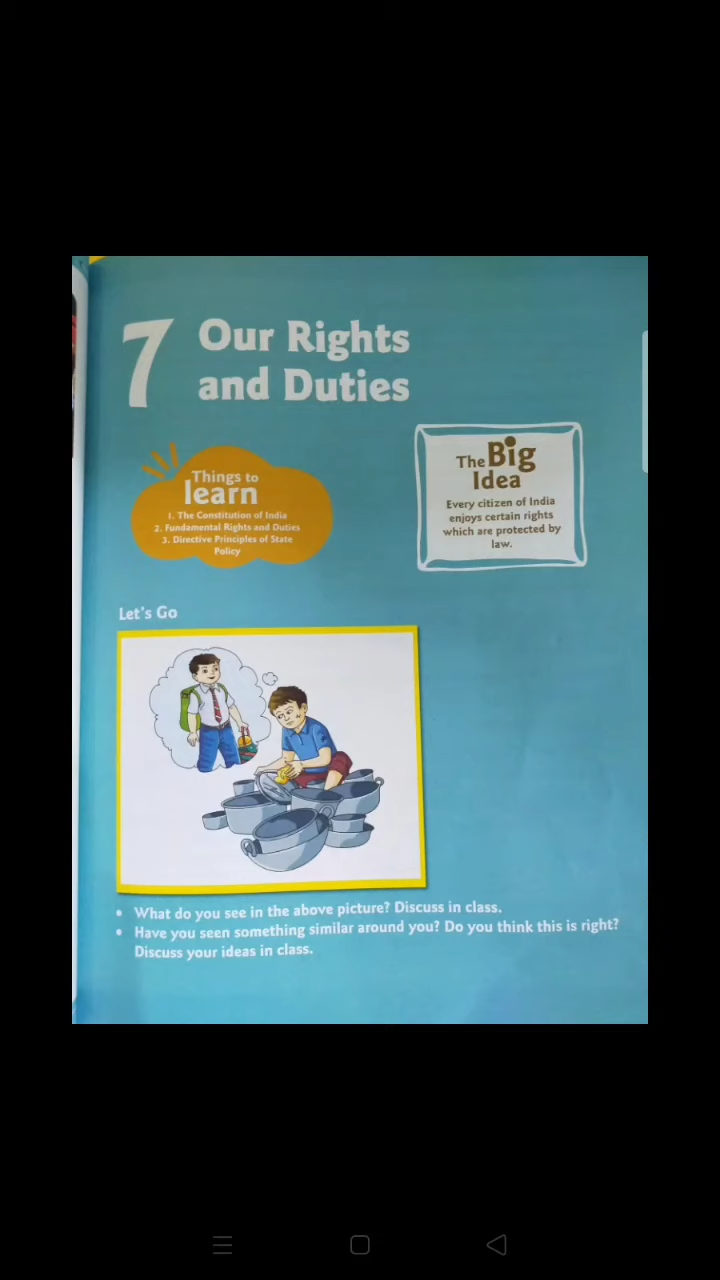 7
Our Rights
and Duties
Things to
learn
1. The Constitution of India
2. Fundamental Rights and Duties
3. Directive Principles of State
Policy
The Big
Idea
Every citizen of India
enjoys certain rights
which are protected by
law.
Let's Go
• What do you see in the above picture? Discuss in class.
• Have you seen something similar around you? Do you think this is right?
Discuss your ideas in class.